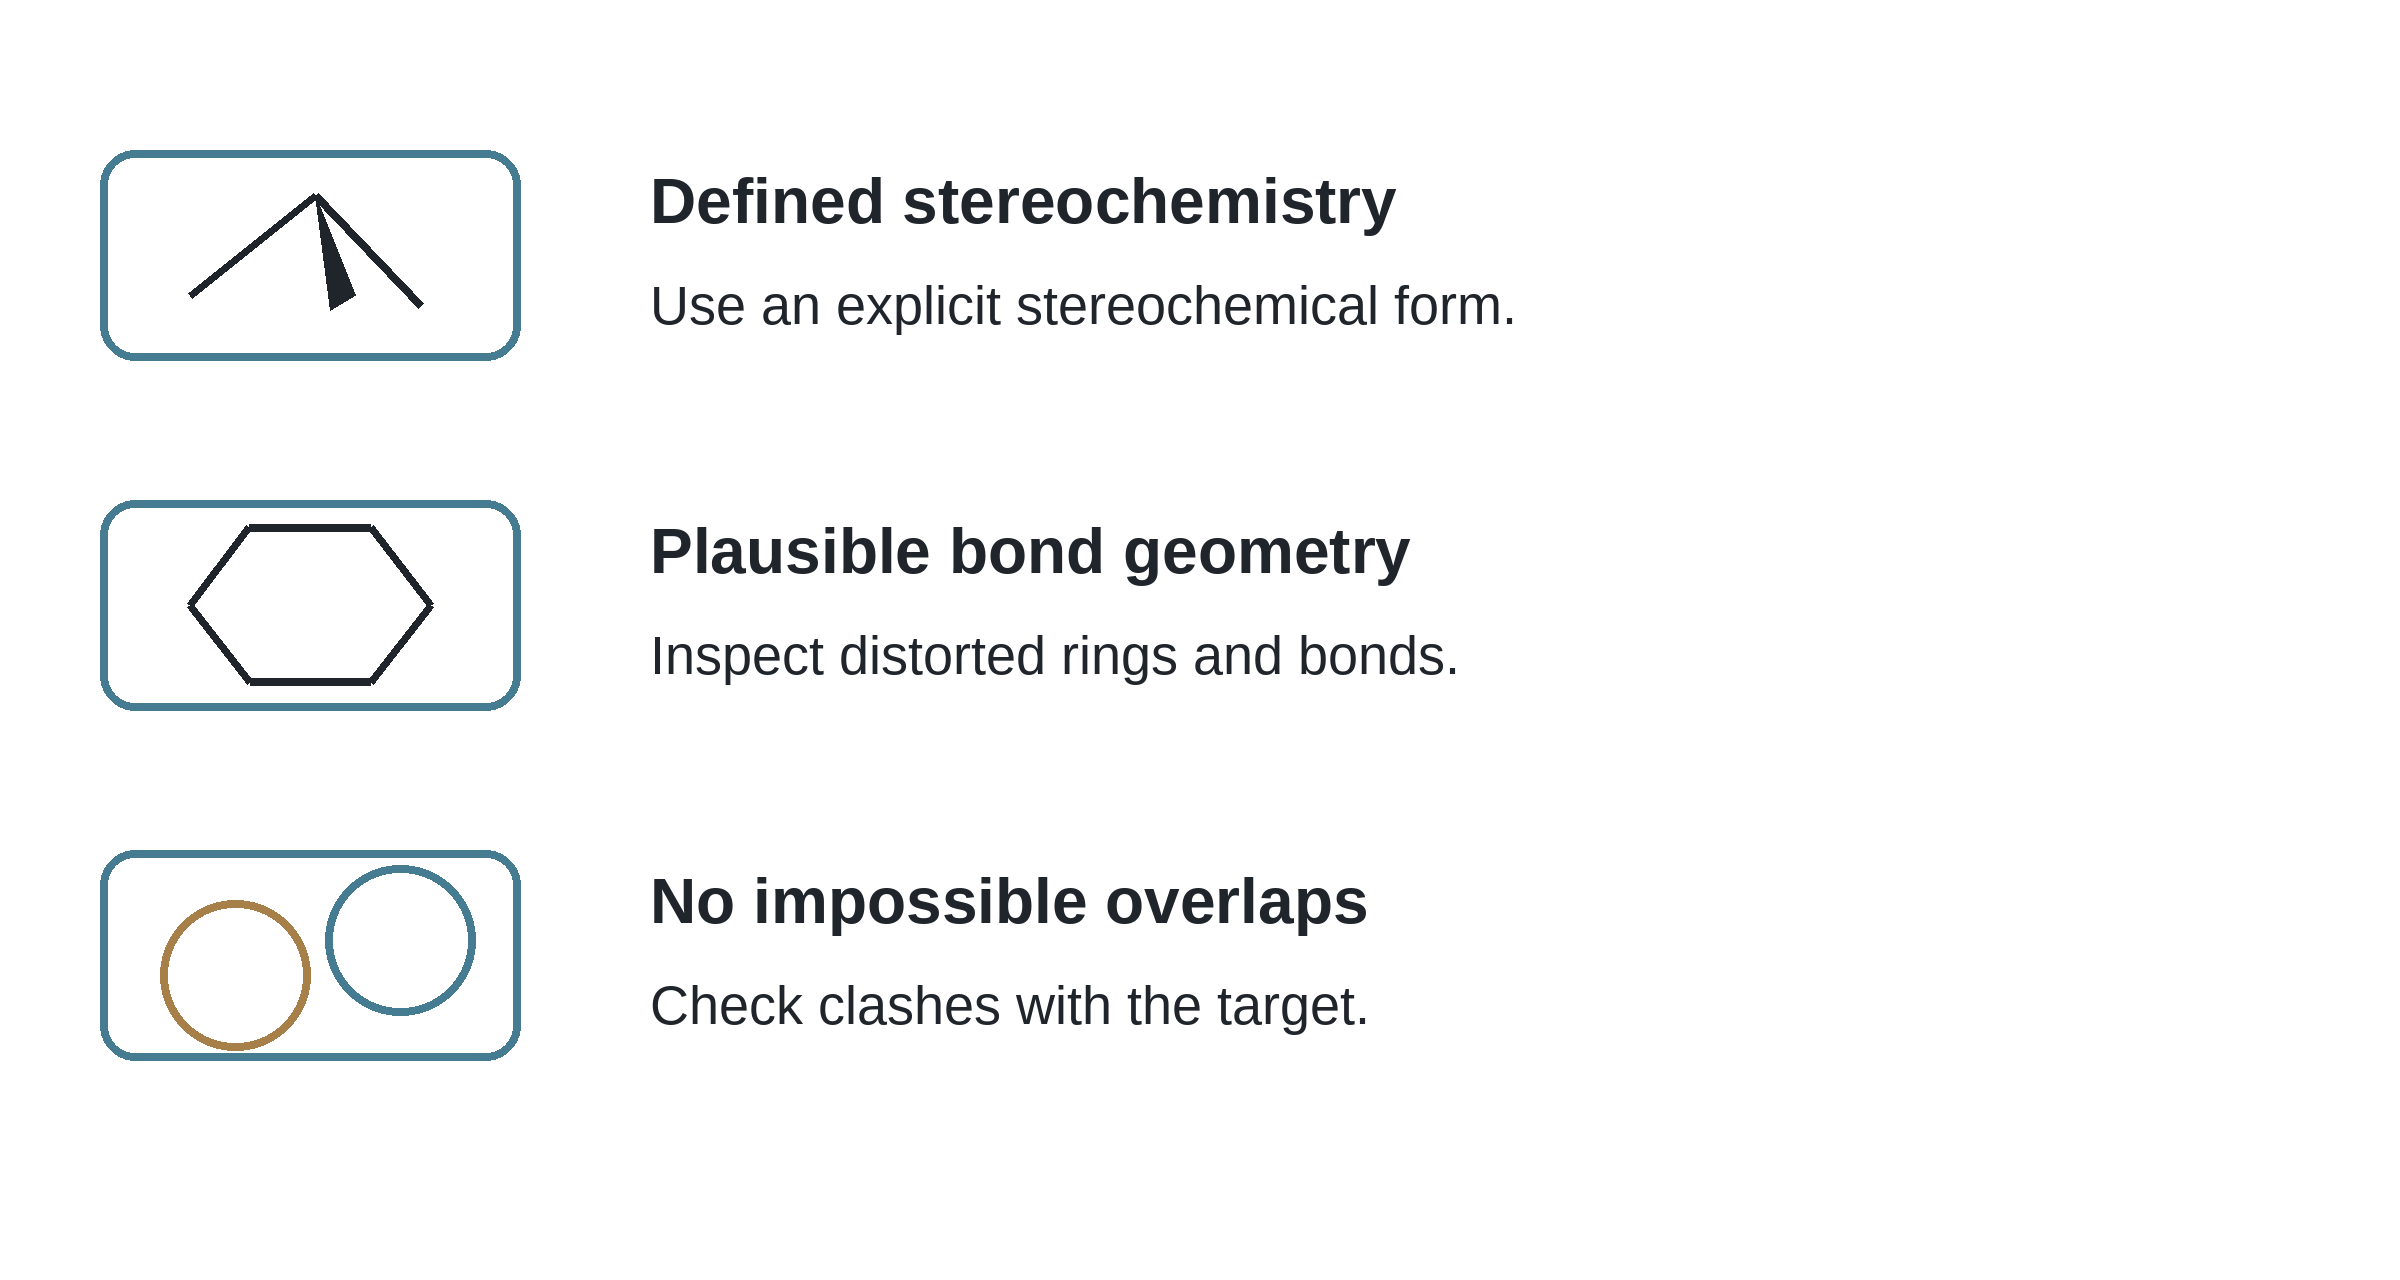 Defined stereochemistry
Use an explicit stereochemical form.
Plausible bond geometry
Inspect distorted rings and bonds.
No impossible overlaps
Check clashes with the target.